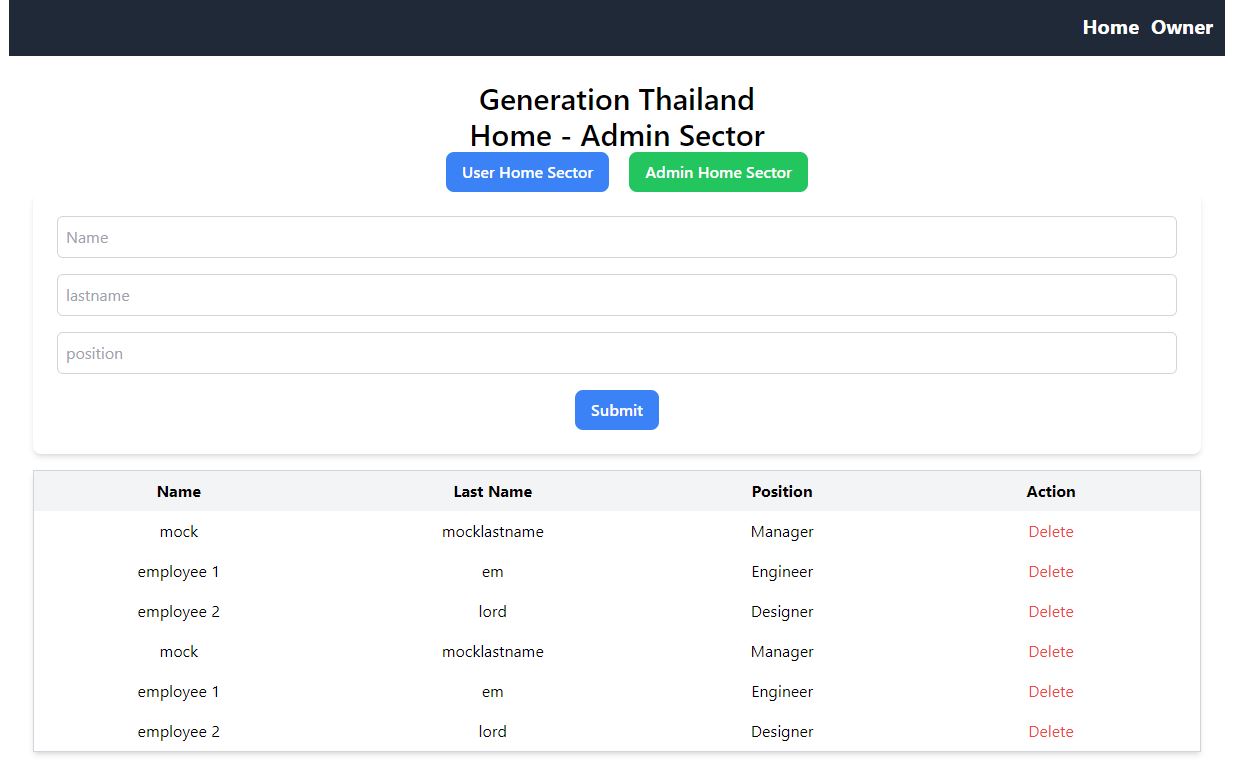 Home Owner
Generation Thailand
Home - Admin Sector
User Home Sector Admin Home Sector
Name
lastname
position
Submit
Name Last Name Position Action
mock mocklastname Manager Delete
employee 1 em Engineer Delete
employee 2 lord Designer Delete
mock mocklastname Manager Delete
employee 1 em Engineer Delete
employee 2 lord Designer Delete